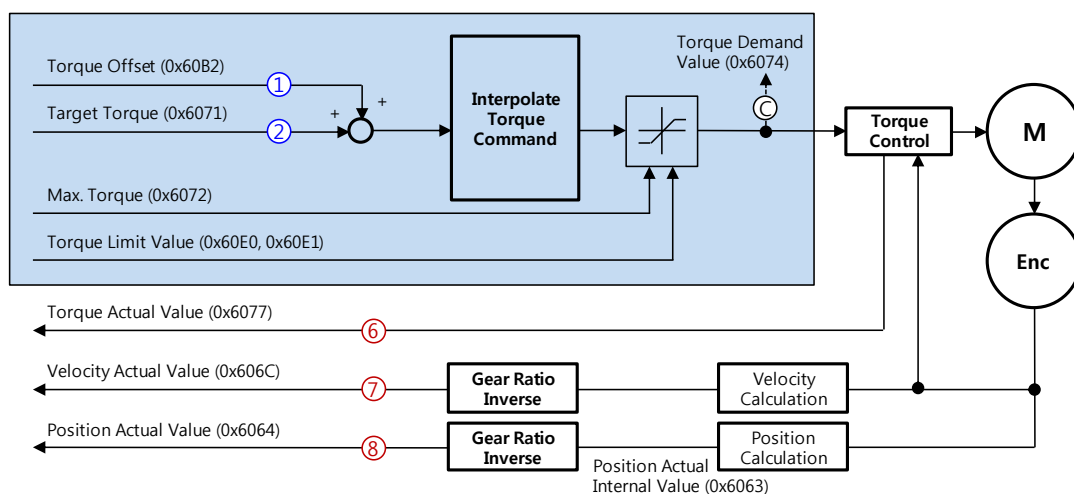 Torque Demand
Value (0x6074)
Torque Offset (0x60B2)
1
+
C
Target Torque (0x6071)
+
2
Interpolate
Torque
Command
Torque
Control
M
Max. Torque (0x6072)
Torque Limit Value (0x60E0, 0x60E1)
Enc
Torque Actual Value (0x6077)
6
Velocity Actual Value (0x606C)
7
Gear Ratio
Inverse
Velocity
Calculation
Position Actual Value (0x6064)
8
Gear Ratio
Inverse
Position
Calculation
Position Actual
Internal Value (0x6063)